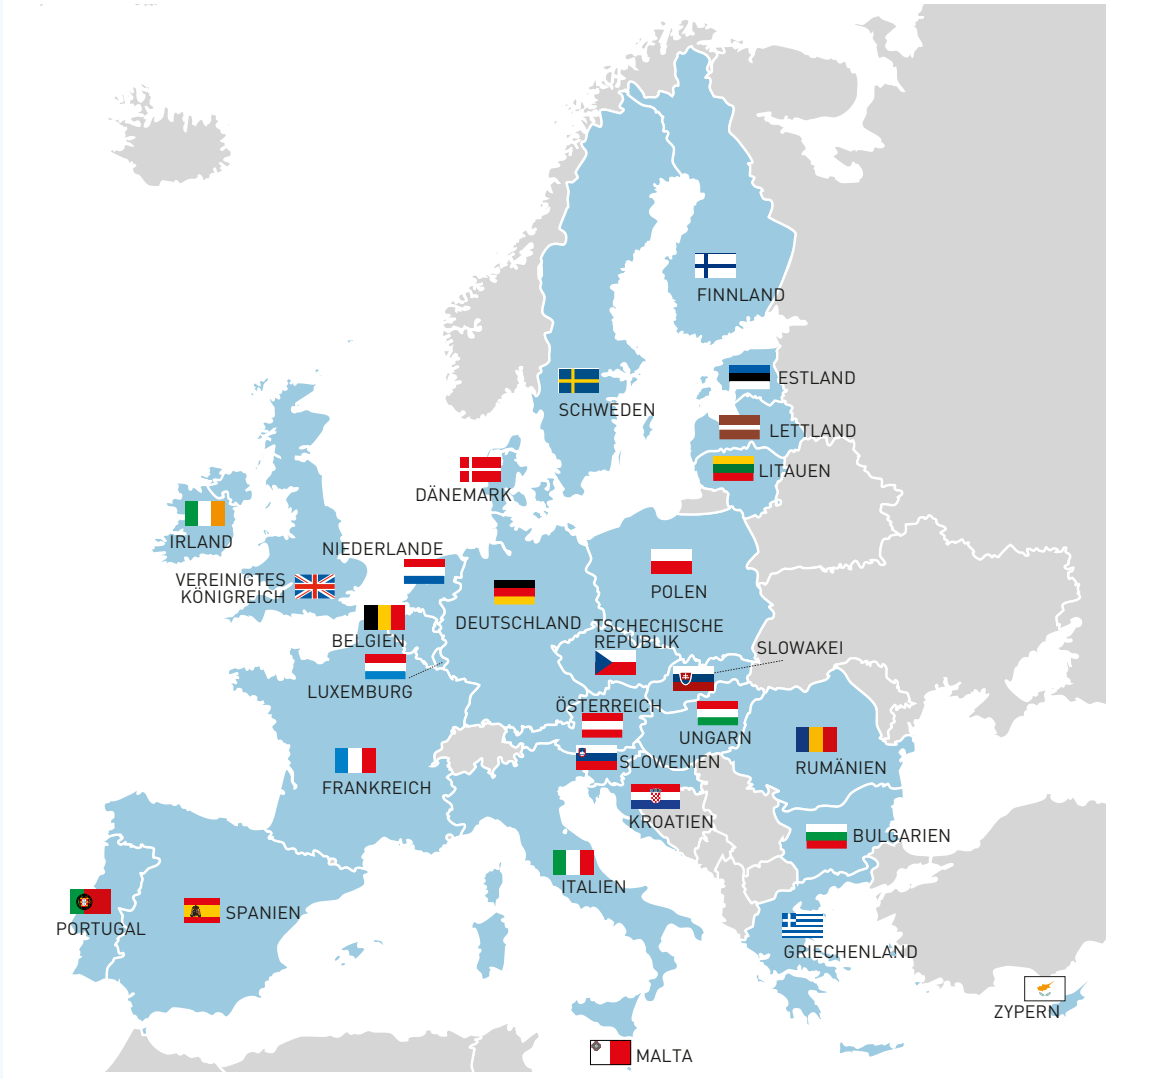 FINNLAND
ESTLAND
SCHWEDEN
LETTLAND
LITAUEN
DÄNEMARK
IRLAND
NIEDERLANDE
VEREINIGTES
KÖNIGREICH
POLEN
DEUTSCHLAND
TSCHECHISCHE
REPUBLIK
BELGIEN
SLOWAKEI
LUXEMBURG
ÖSTERREICH
UNGARN
SLOWENIEN
RUMÄNIEN
FRANKREICH
KROATIEN
BULGARIEN
ITALIEN
SPANIEN
PORTUGAL
GRIECHENLAND
ZYPERN
MALTA